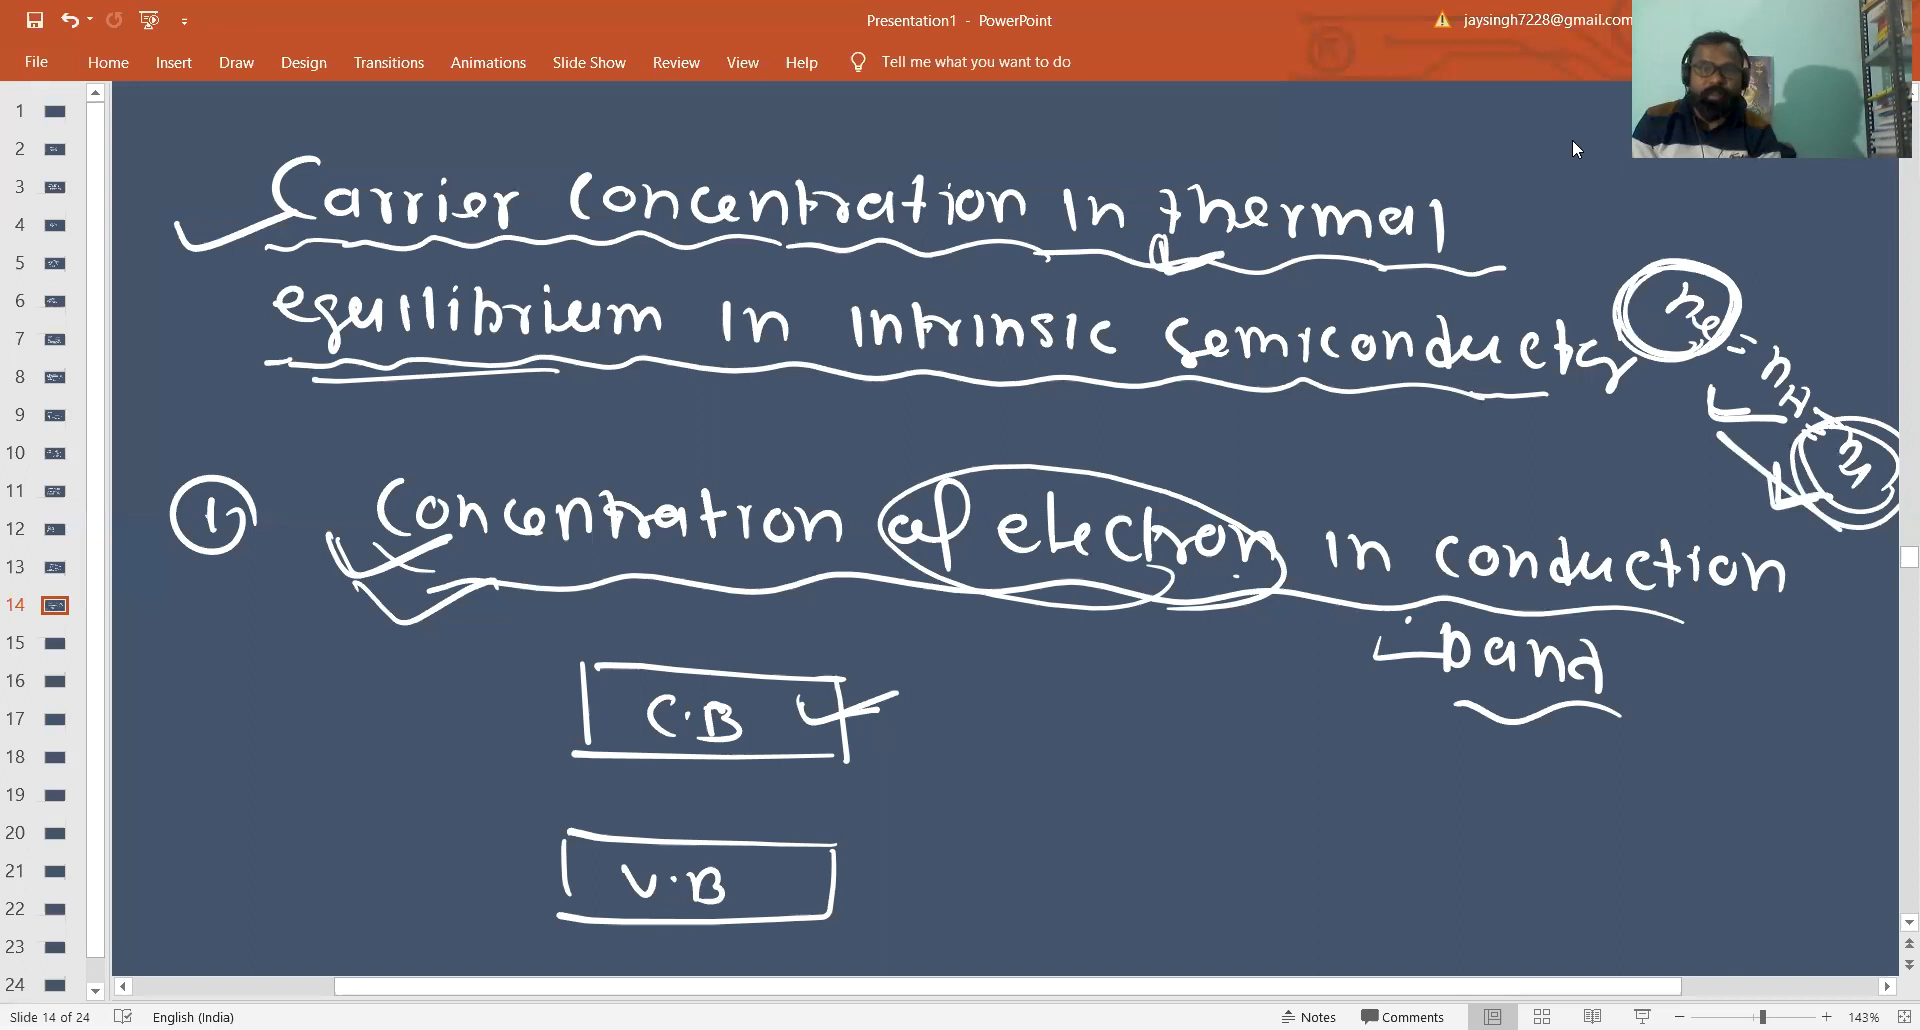 Presentation1 - PowerPoint
jaysingh7228@gmail.com
File Home Insert Draw Design Transitions Animations Slide Show Review View Help Tell me what you want to do
1
2
3
4
5
6
7
8
9
10
11
12
13
14
15
16
17
18
19
20
21
22
23
24
Carrier Concentration In thermal
equilibrium In Intrinsic semiconductor
ne = nH =
1) Concentration of electron in conduction
band
C.B
V.B
Slide 14 of 24 English (India) Notes Comments 143%